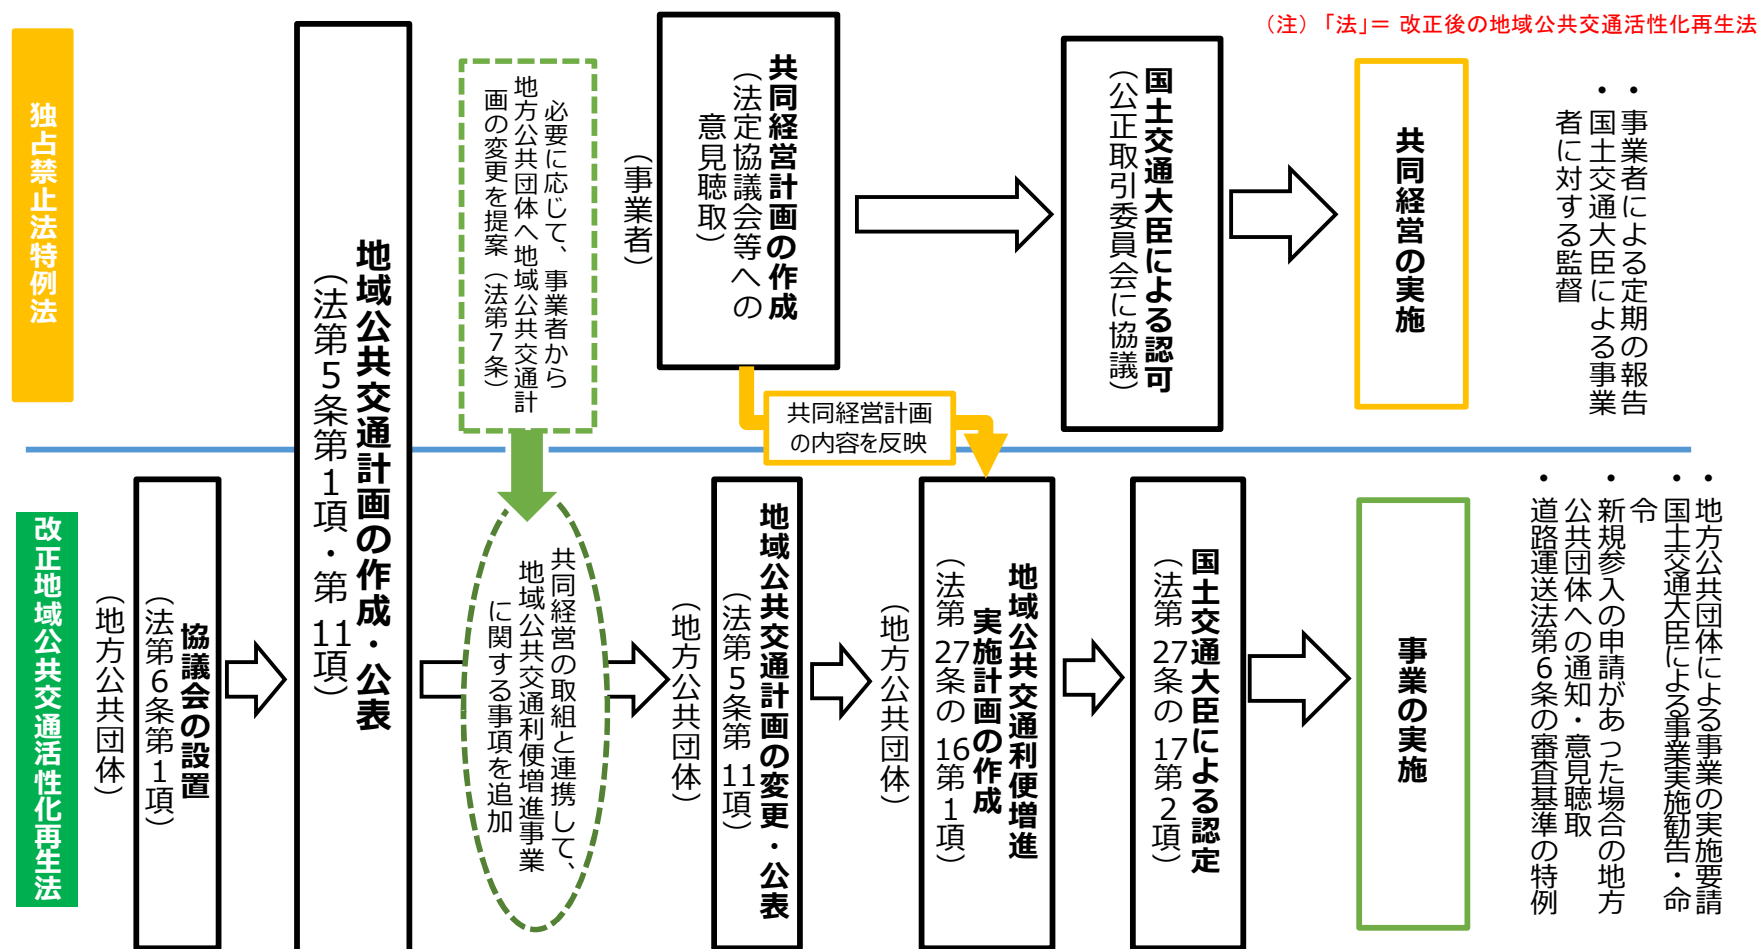 （注）「法」＝ 改正後の地域公共交通活性化再生法
独占禁止法特例法
必要に応じて、事業者から
地方公共団体へ地域公共交通計
画の変更を提案（法第７条）
（事業者）
共同経営計画の作成
（法定協議会等への
意見聴取）
国土交通大臣による認可
（公正取引委員会に協議）
共同経営の実施
・事業者による定期の報告
・国土交通大臣による事業
者に対する監督
共同経営計画
の内容を反映
改正地域公共交通活性化再生法
（地方公共団体）
協議会の設置
（法第６条第１項）
地域公共交通計画の作成・公表
（法第５条第１項・第11項）
共同経営の取組と連携して、
地域公共交通利便増進事業
に関する事項を追加
（地方公共団体）
地域公共交通計画の変更・公表
（法第５条第11項）
（地方公共団体）
地域公共交通利便増進
実施計画の作成
（法第27条の16第１項）
国土交通大臣による認定
（法第27条の17第２項）
事業の実施
・地方公共団体による事業の実施要請
・国土交通大臣による事業実施勧告・命
令
・新規参入の申請があった場合の地方
公共団体への通知・意見聴取
・道路運送法第６条の審査基準の特例